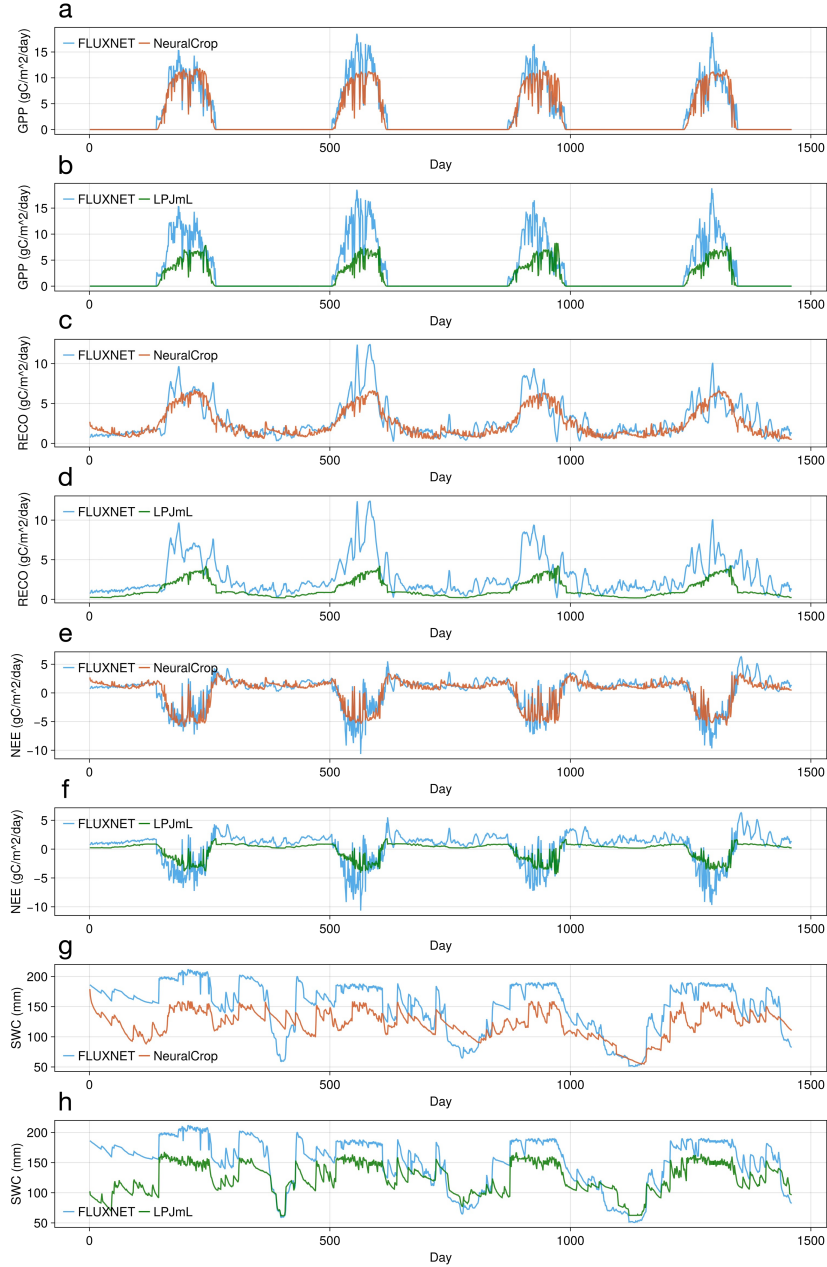 a
GPP (gC/m^2/day)
FLUXNET NeuralCrop
15
10
5
0
0 500 1000 1500
Day
b
GPP (gC/m^2/day)
FLUXNET LPJmL
15
10
5
0
0 500 1000 1500
Day
c
RECO (gC/m^2/day)
FLUXNET NeuralCrop
10
5
0
0 500 1000 1500
Day
d
RECO (gC/m^2/day)
FLUXNET LPJmL
10
5
0
0 500 1000 1500
Day
e
NEE (gC/m^2/day)
FLUXNET NeuralCrop
5
0
−5
−10
0 500 1000 1500
Day
f
NEE (gC/m^2/day)
FLUXNET LPJmL
5
0
−5
−10
0 500 1000 1500
Day
g
SWC (mm)
200
150
100
50
FLUXNET NeuralCrop
0 500 1000 1500
Day
h
SWC (mm)
200
150
100
50
FLUXNET LPJmL
0 500 1000 1500
Day